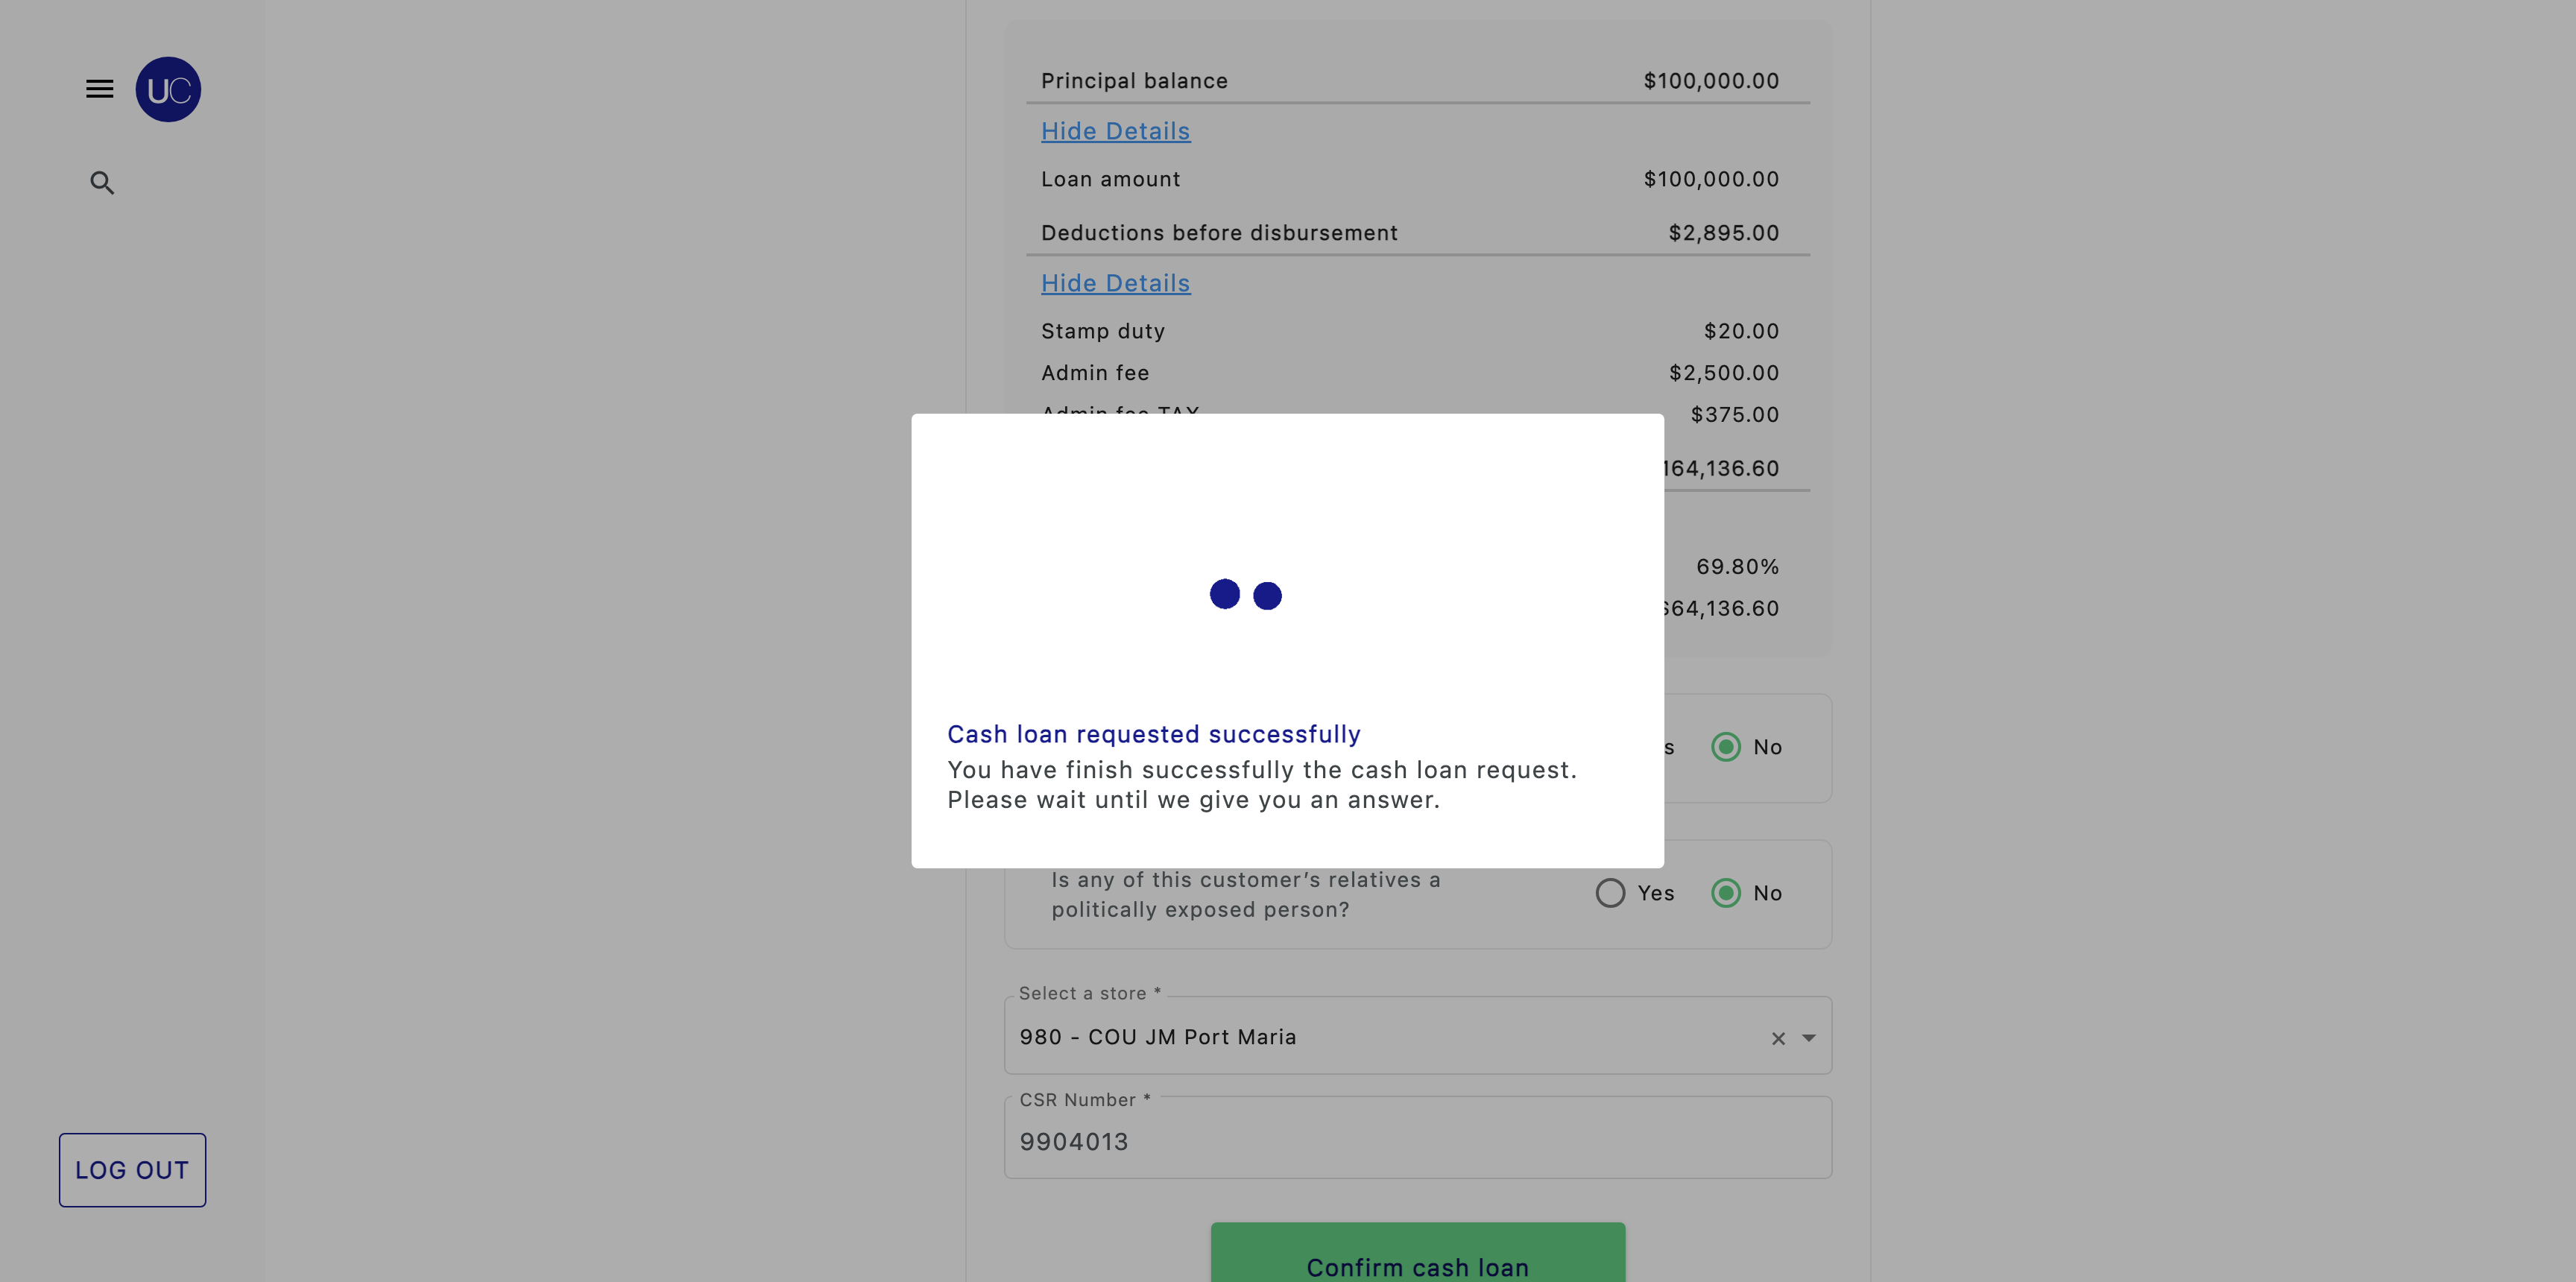 UC
Principal balance $100,000.00
Hide Details
Loan amount $100,000.00
Deductions before disbursement $2,895.00
Hide Details
Stamp duty $20.00
Admin fee $2,500.00
Admin fee TAX $375.00
164,136.60
69.80%
64,136.60
Cash loan requested successfully
You have finish successfully the cash loan request.
Please wait until we give you an answer.
s No
Is any of this customer’s relatives a
politically exposed person?
Yes No
Select a store *
980 - COU JM Port Maria
CSR Number *
9904013
LOG OUT
Confirm cash loan